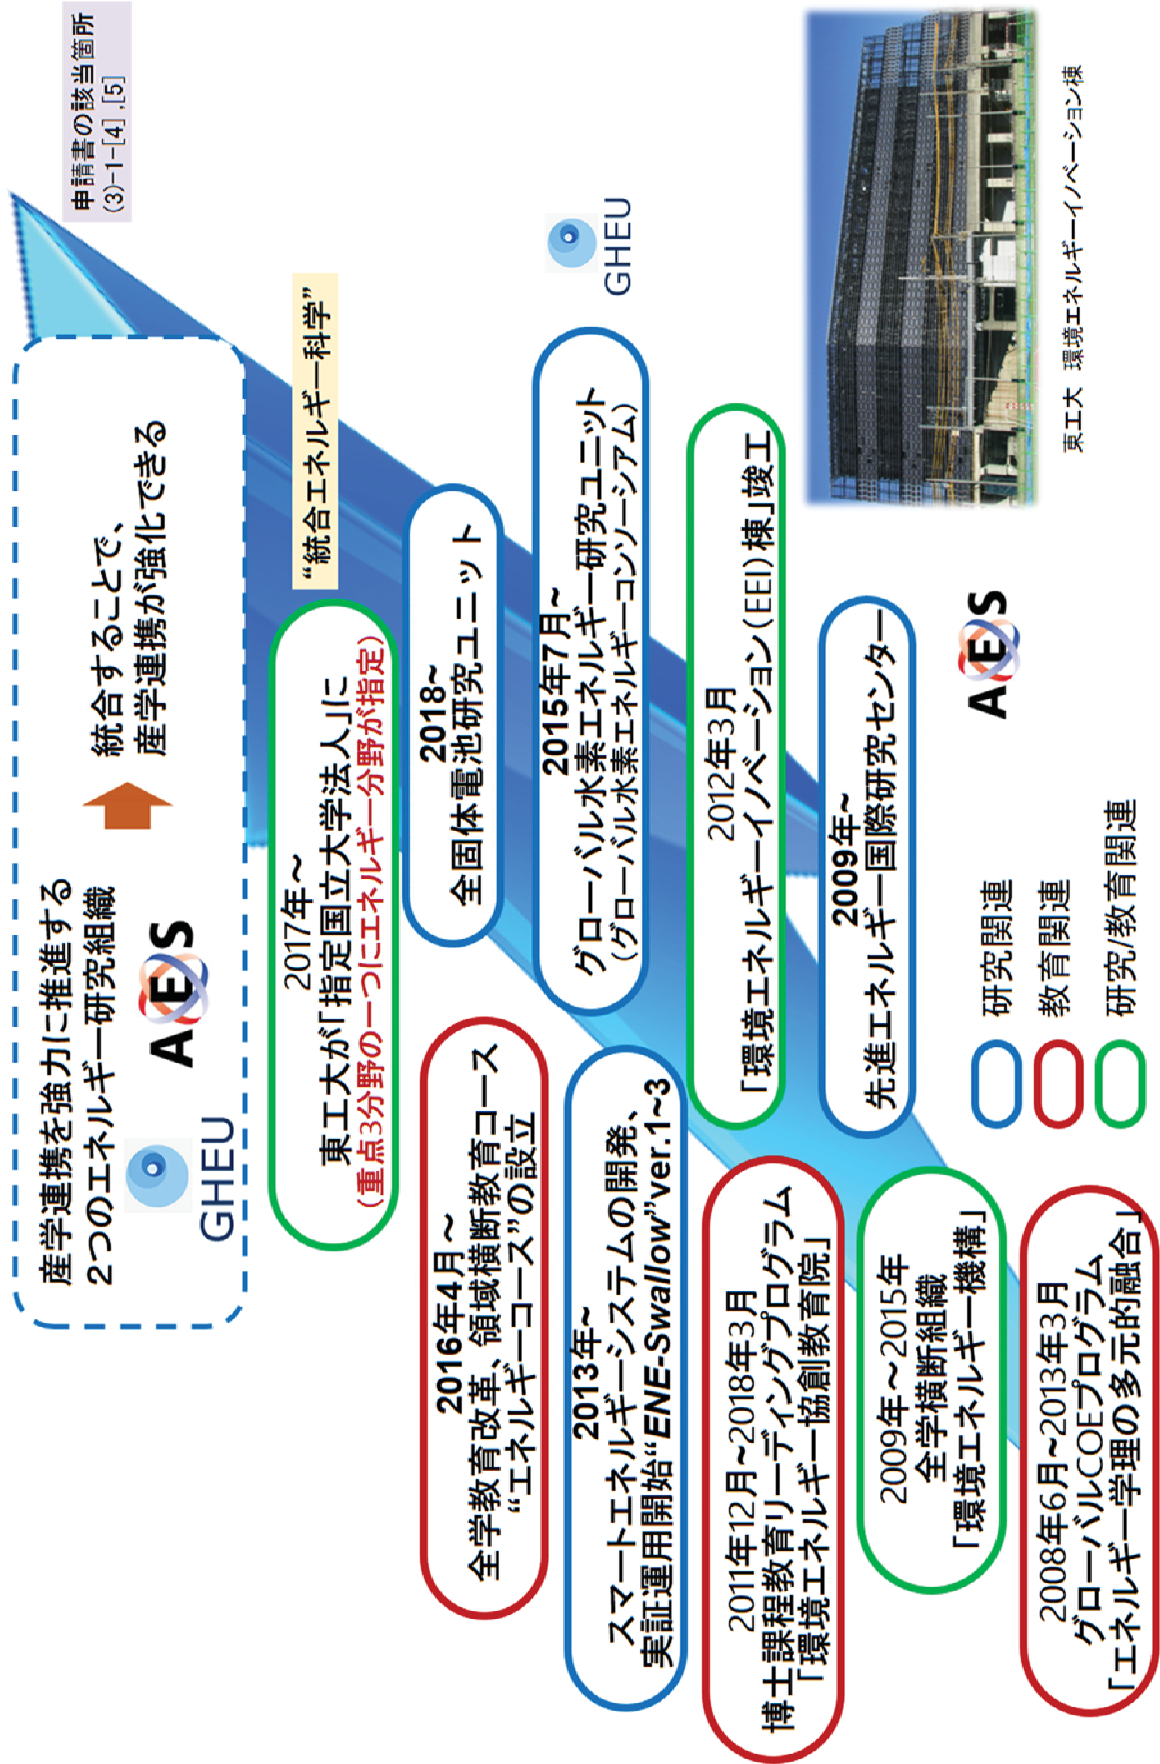 申請書の該当箇所
(3)-1-[4] ,[5]
産学連携を強力に推進する
2つのエネルギー研究組織
GHEU
AES
統合することで、
産学連携が強化できる
2017年~
東工大が「指定国立大学法人」に
(重点3分野の一つにエネルギー分野が指定)
“統合エネルギー科学”
2016年4月~
全学教育改革、領域横断教育コース
“エネルギーコース”の設立
2018~
全固体電池研究ユニット
2013年~
スマートエネルギーシステムの開発、
実証運用開始“ENE-Swallow”ver.1~3
2015年7月~
グローバル水素エネルギー研究ユニット
(グローバル水素エネルギーコンソーシアム)
GHEU
2011年12月~2018年3月
博士課程教育リーディングプログラム
「環境エネルギー協創教育院」
2012年3月
「環境エネルギーイノベーション(EEI)棟」竣工
2009年~2015年
全学横断組織
「環境エネルギー機構」
2009年~
先進エネルギー国際研究センター
AES
2008年6月~2013年3月
グローバルCOEプログラム
「エネルギー学理の多元的融合」
研究関連
教育関連
研究/教育関連
東工大 環境エネルギーイノベーション棟